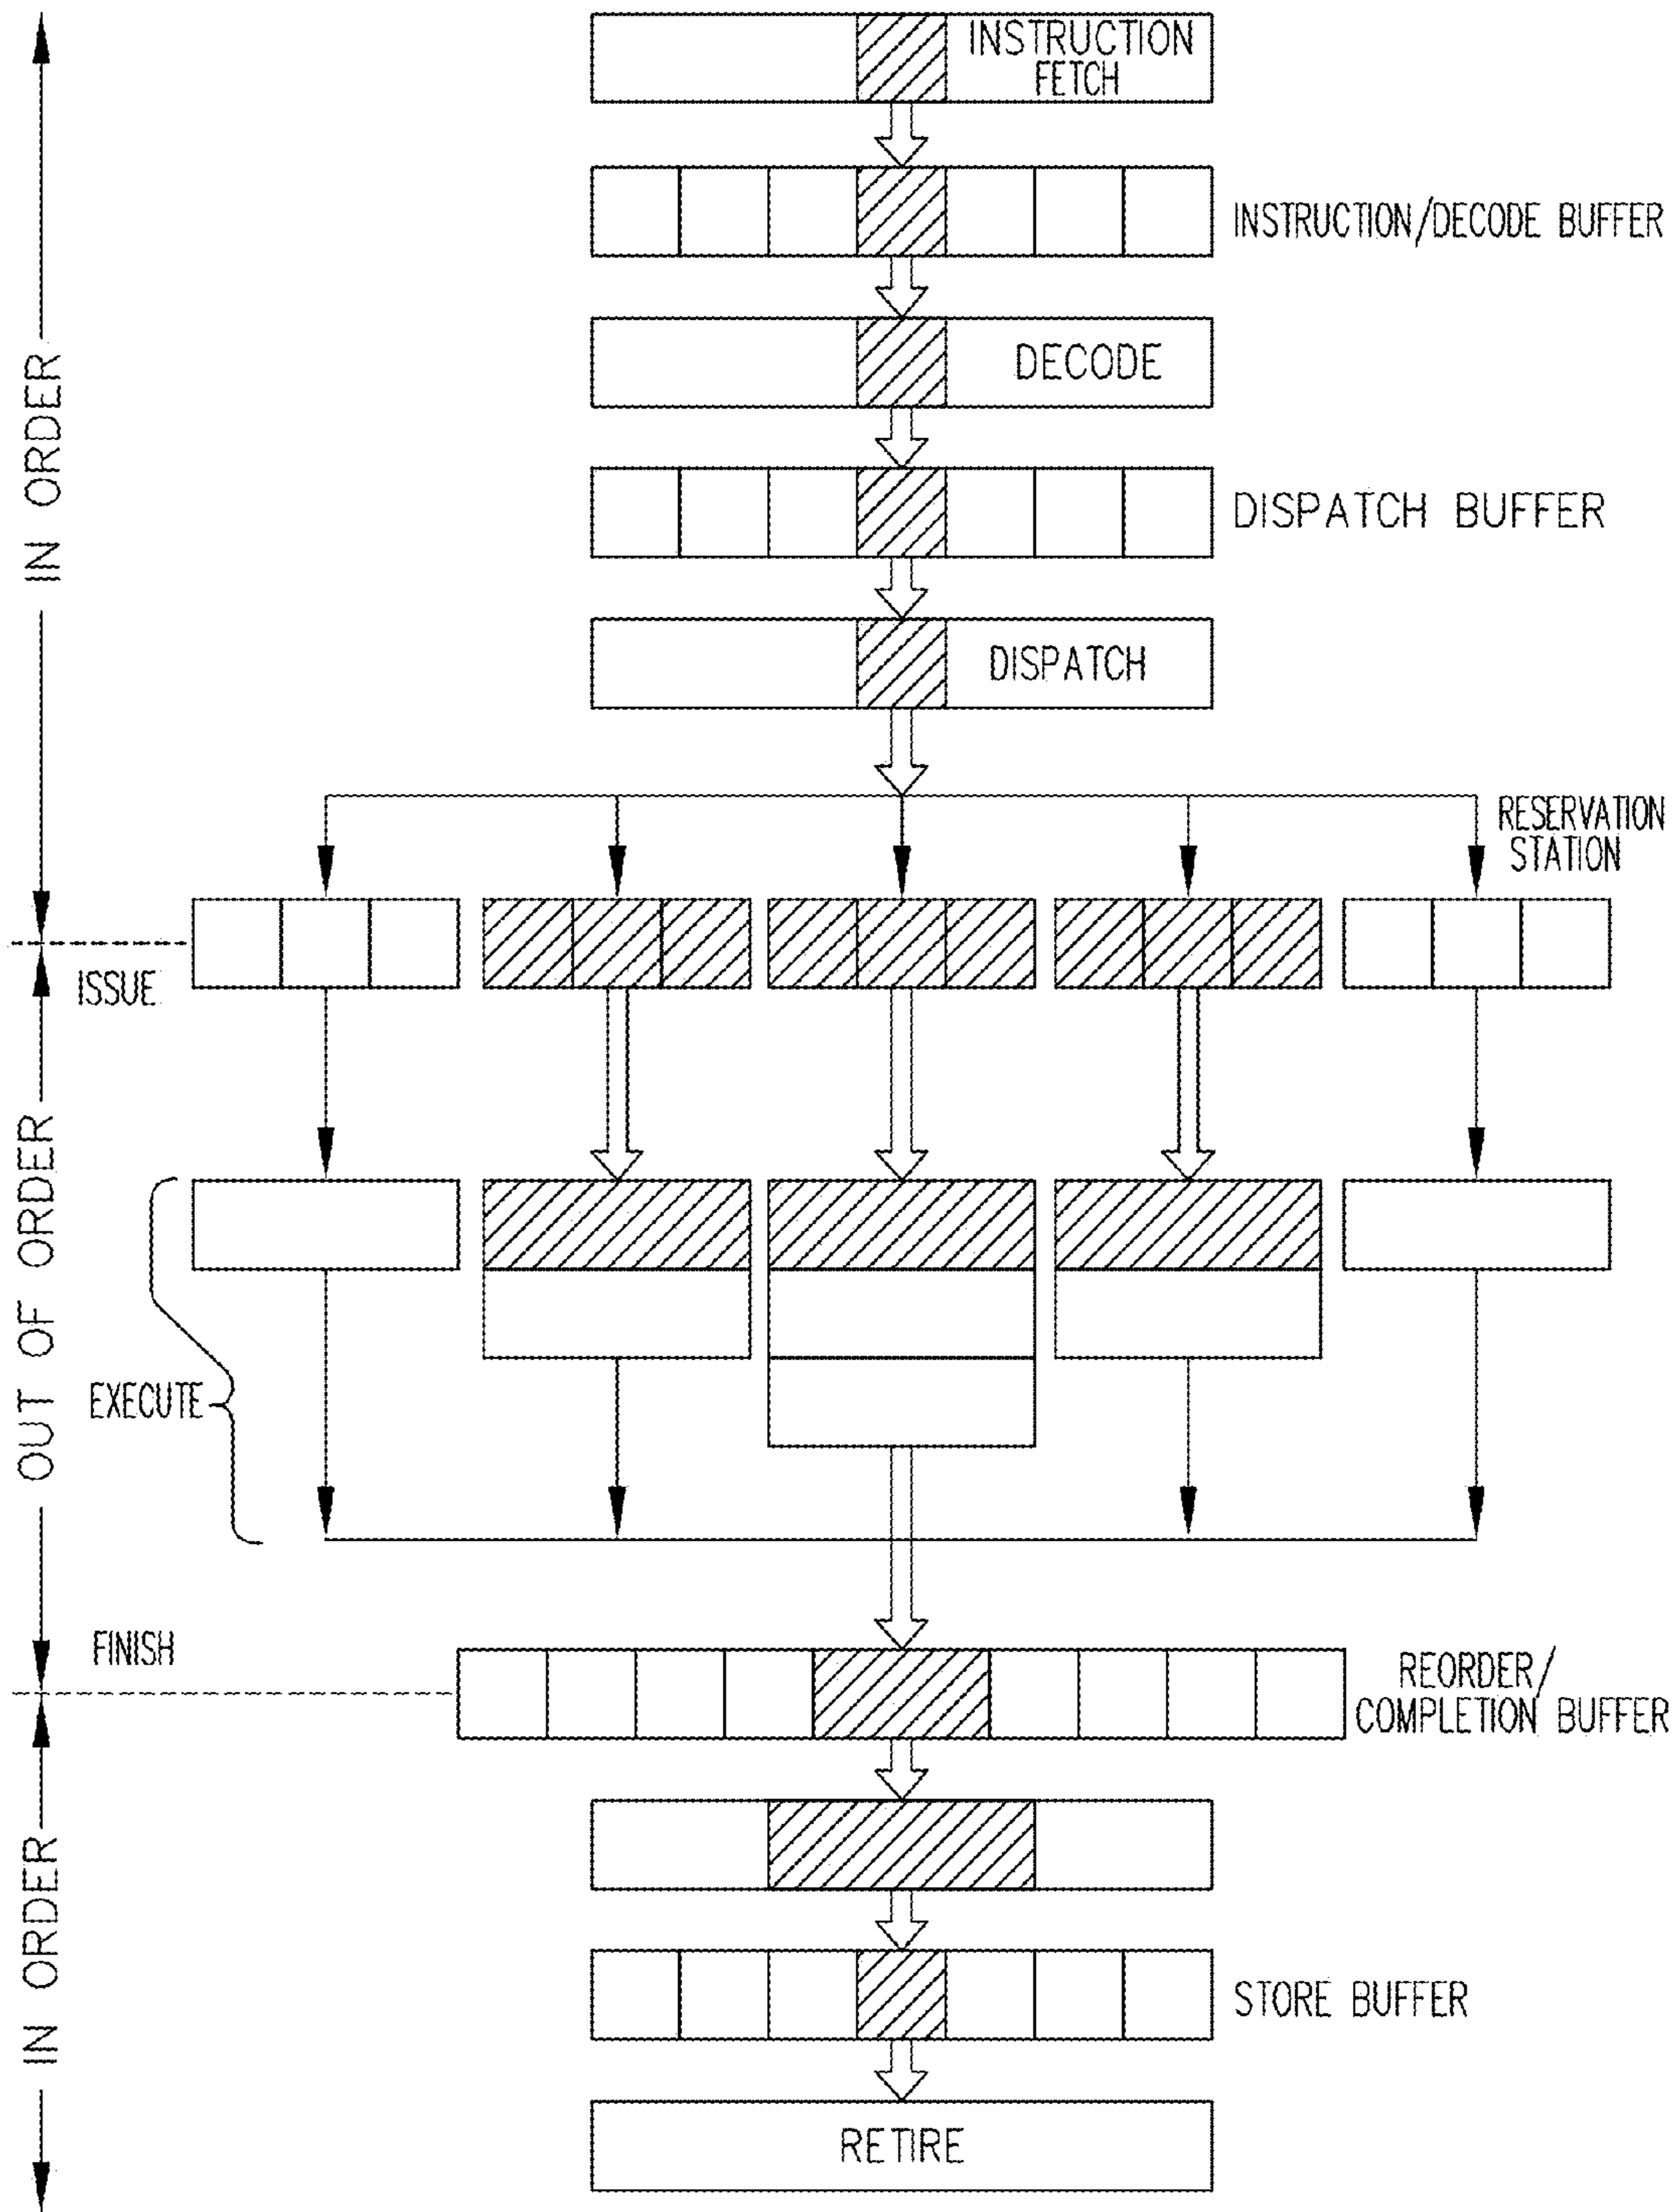 INSTRUCTION
FETCH
INSTRUCTION/DECODE BUFFER
DECODE
IN ORDER
DISPATCH BUFFER
DISPATCH
RESERVATION
STATION
ISSUE
OUT OF ORDER
EXECUTE
FINISH
REORDER/
COMPLETION BUFFER
IN ORDER
STORE BUFFER
RETIRE